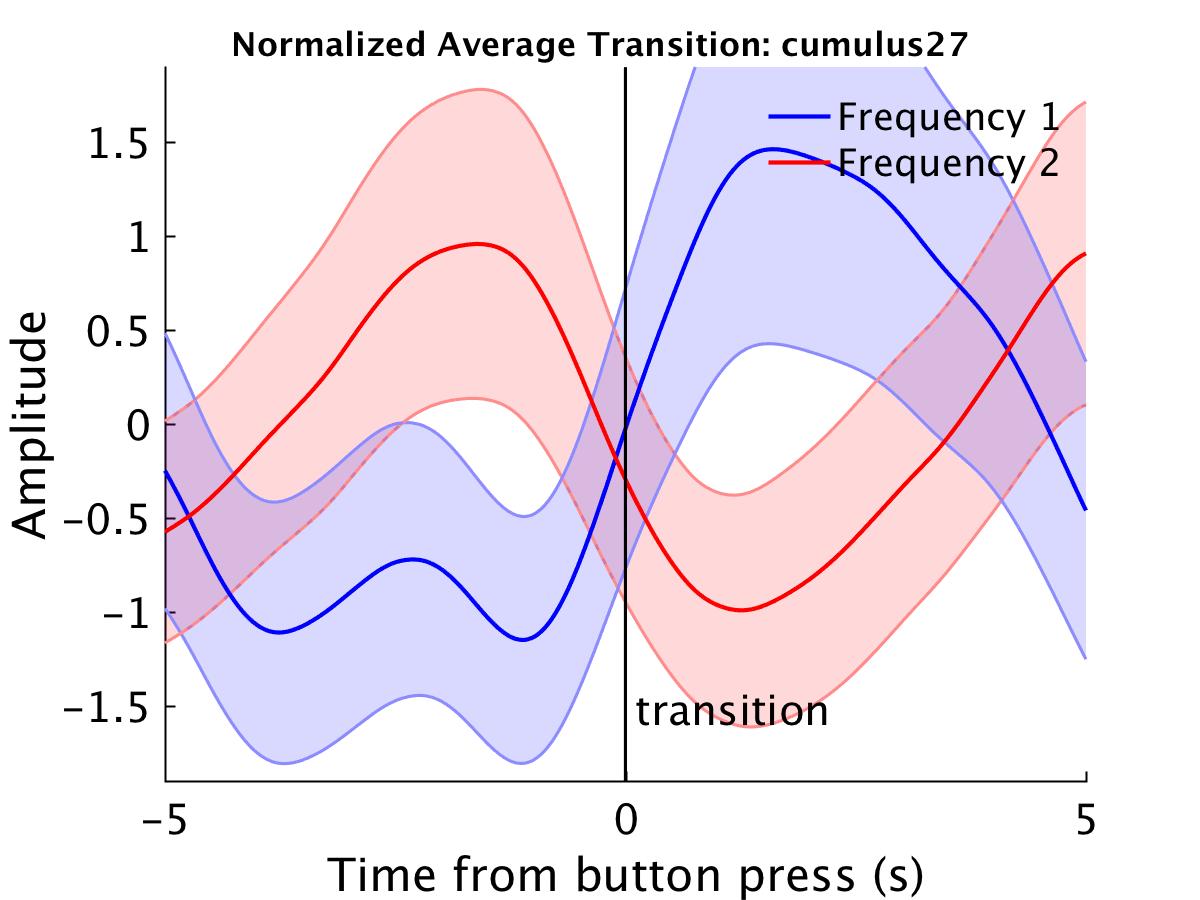 Normalized Average Transition: cumulus27
Frequency 1
Frequency 2
1.5
1
0.5
0
−0.5
−1
−1.5
Amplitude
transition
−5
0
5
Time from button press (s)